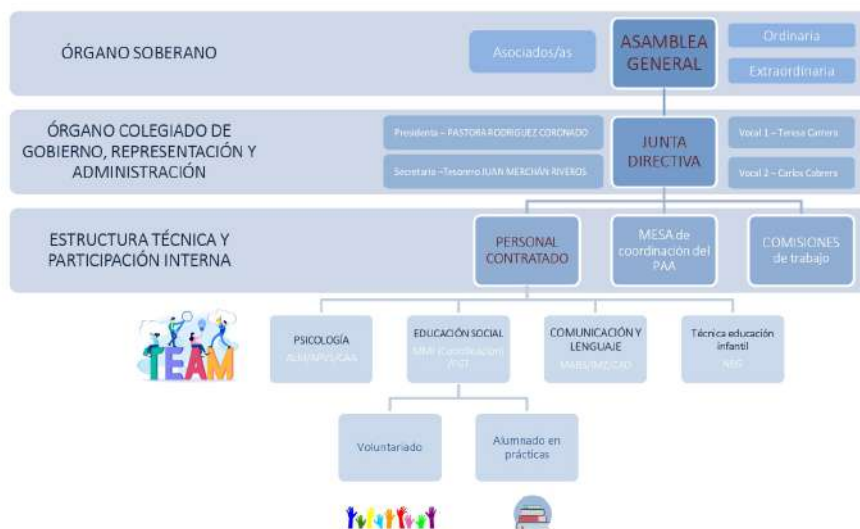 ÓRGANO SOBERANO
Asociados/as
ASAMBLEA
GENERAL
Ordinaria
Extraordinaria
ÓRGANO COLEGIADO DE
GOBIERNO, REPRESENTACIÓN Y
ADMINISTRACIÓN
Presidenta – PASTORA RODRIGUEZ CORONADO
Secretario –Tesorero JUAN MERCHÁN RIVEROS
JUNTA
DIRECTIVA
Vocal 1 – Teresa
Vocal 2 – Carlos Cabrera
ESTRUCTURA TÉCNICA Y
PARTICIPACIÓN INTERNA
PERSONAL
CONTRATADO
MESA de
coordinación del
PAA
COMISIONES
de trabajo
TEAM
PSICOLOGÍA
EDUCACIÓN SOCIAL
(Coordinación)
COMUNICACIÓN Y
LENGUAJE
Técnica educación
infantil
Voluntariado
Alumnado en
prácticas